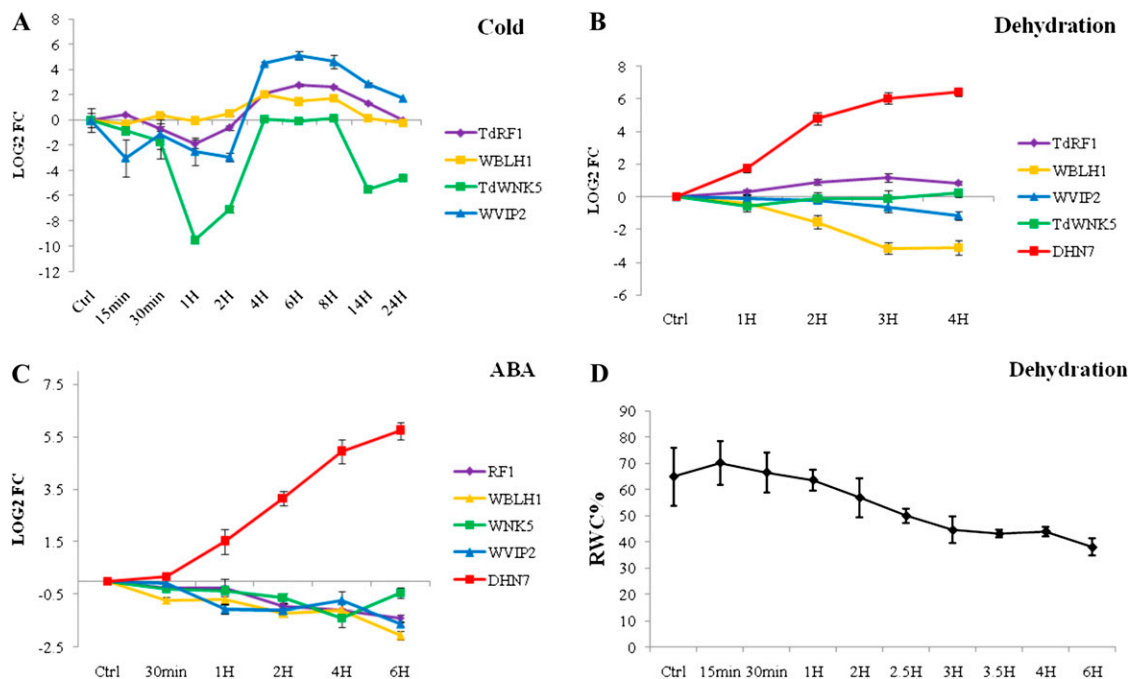 A
Cold
LOG2 FC
8
6
4
2
0
-2
-4
-6
-8
-10
-12
Ctrl 15min 30min 1H 2H 4H 6H 8H 14H 24H
TdRF1
WBLH1
TdWNK5
WVIP2
B
Dehydration
LOG2 FC
8
6
4
2
0
-2
-4
-6
Ctrl 1H 2H 3H 4H
TdRF1
WBLH1
WVIP2
TdWNK5
DHN7
C
ABA
LOG2 FC
7.5
5.5
3.5
1.5
-0.5
-2.5
Ctrl 30min 1H 2H 4H 6H
RF1
WBLH1
WNK5
WVIP2
DHN7
D
Dehydration
RWC%
90
80
70
60
50
40
30
20
10
0
Ctrl 15min 30min 1H 2H 2.5H 3H 3.5H 4H 6H